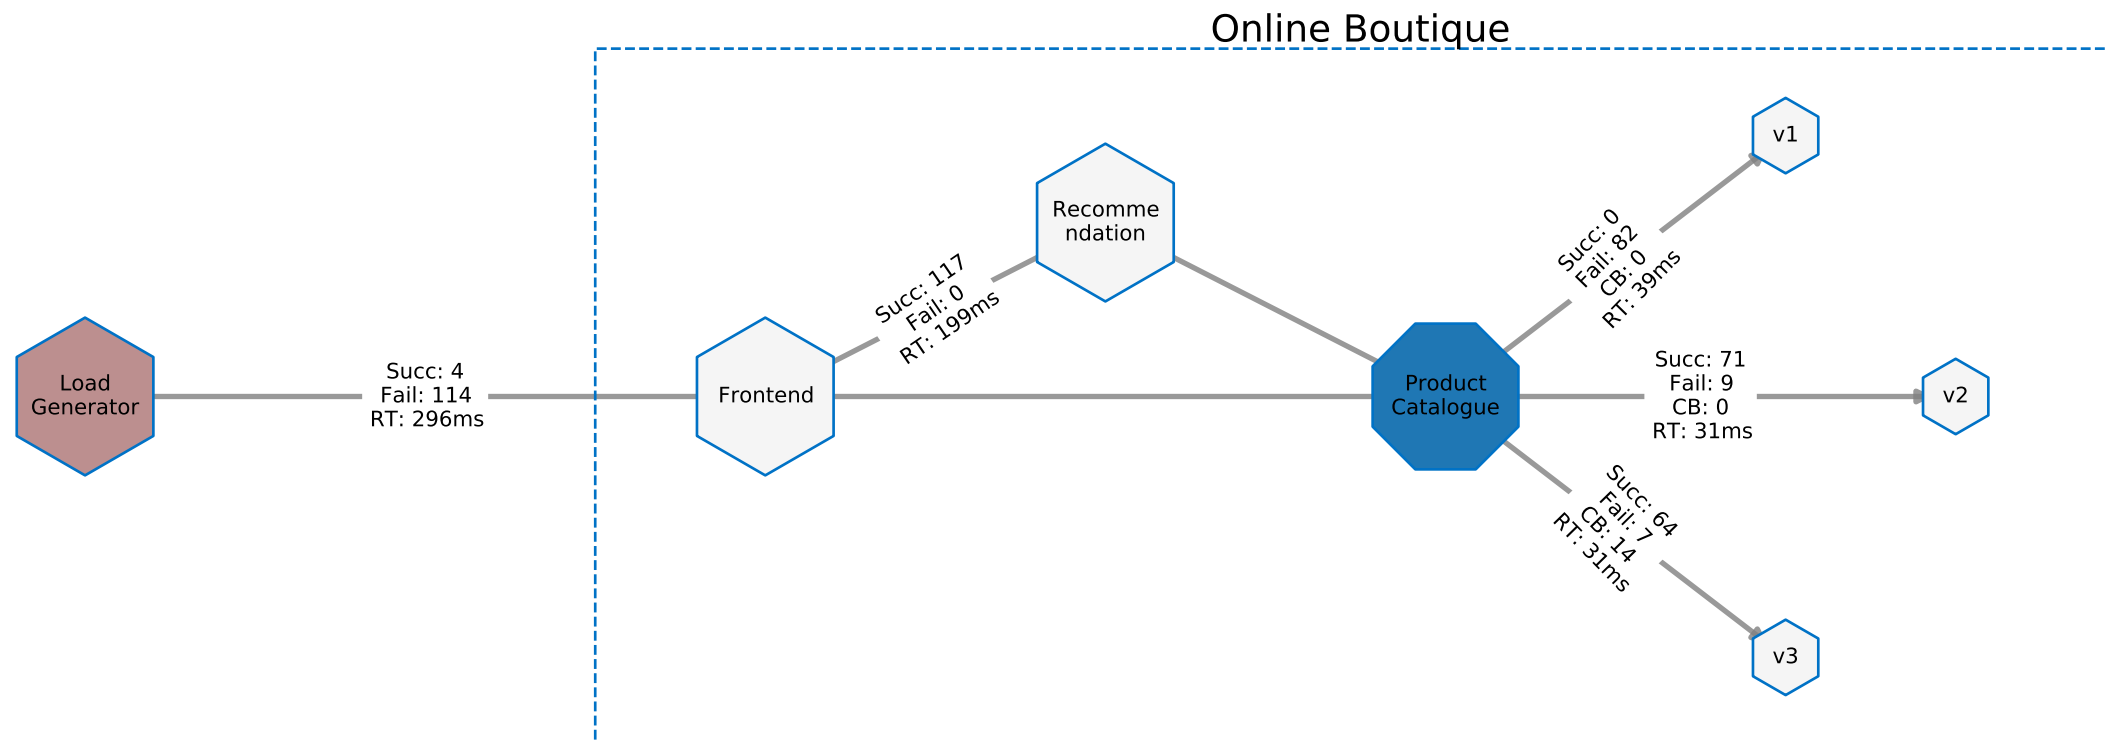 Online Boutique
Load
Generator
Succ: 4
Fail: 114
RT: 296ms
Frontend
Succ: 117
Fail: 0
RT: 199ms
Recomme
ndation
Product
Catalogue
Succ: 0
Fail: 82
CB: 0
RT: 39ms
v1
Succ: 71
Fail: 9
CB: 0
RT: 31ms
v2
Succ: 64
Fail: 7
CB: 14
RT: 31ms
v3